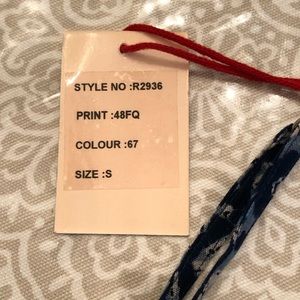 STYLE NO :R2936
PRINT :48FQ
COLOUR :67
SIZE :S